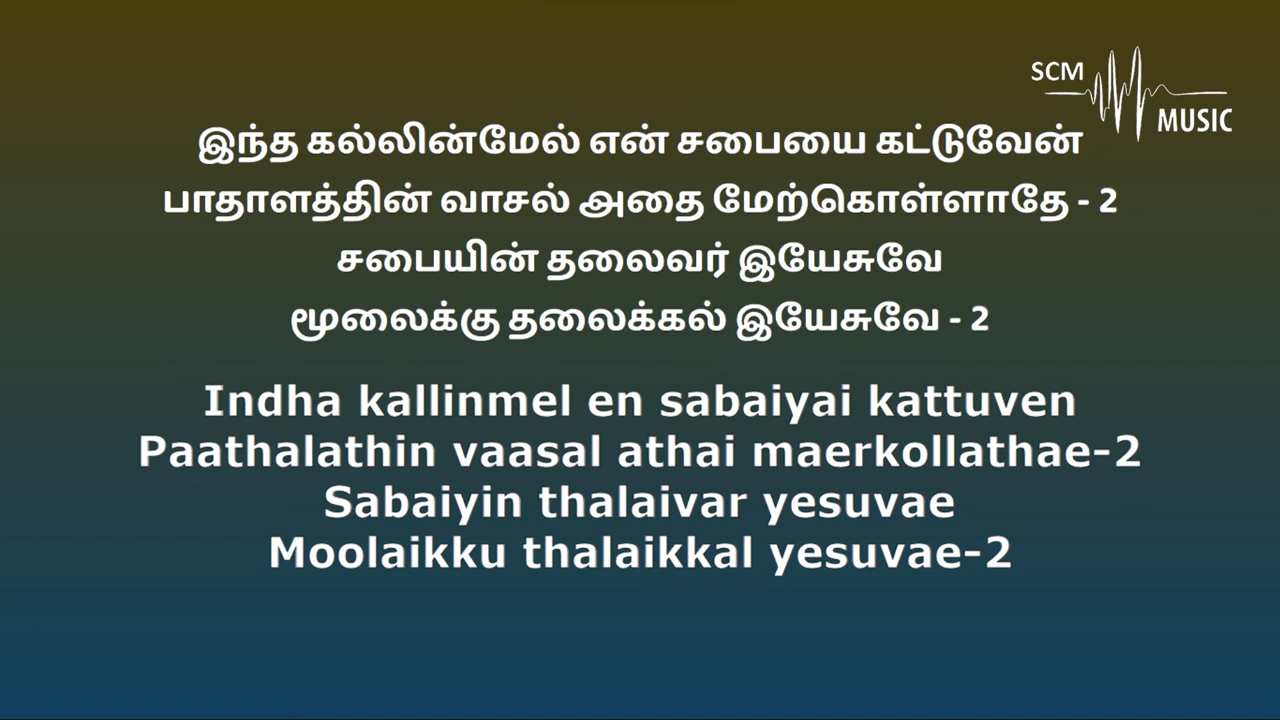 SCM
MUSIC
இந்த கல்லின்மேல் என் சபையை கட்டுவேன்
பாதாளத்தின் வாசல் அதை மேற்கொள்ளாதே - 2
சபையின் தலைவர் இயேசுவே
மூலைக்கு தலைக்கல் இயேசுவே - 2
Indha kallinmel en sabaiyai kattuven
Paathalathin vaasal athai maerkollathae-2
Sabaiyin thalaivar yesuvae
Moolaikku thalaikkal yesuvae-2